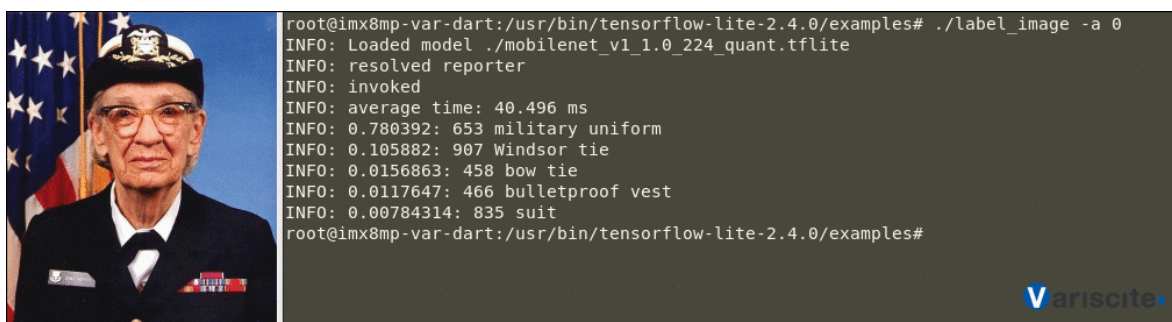 root@imx8mp-var-dart:/usr/bin/tensorflow-lite-2.4.0/examples# ./label_image -a 0
INFO: Loaded model ./mobilenet_v1_1.0_224_quant.tflite
INFO: resolved reporter
INFO: invoked
INFO: average time: 40.496 ms
INFO: 0.780392: 653 military uniform
INFO: 0.105882: 907 Windsor tie
INFO: 0.0156863: 458 bow tie
INFO: 0.0117647: 466 bulletproof vest
INFO: 0.00784314: 835 suit
root@imx8mp-var-dart:/usr/bin/tensorflow-lite-2.4.0/examples#
Variscite